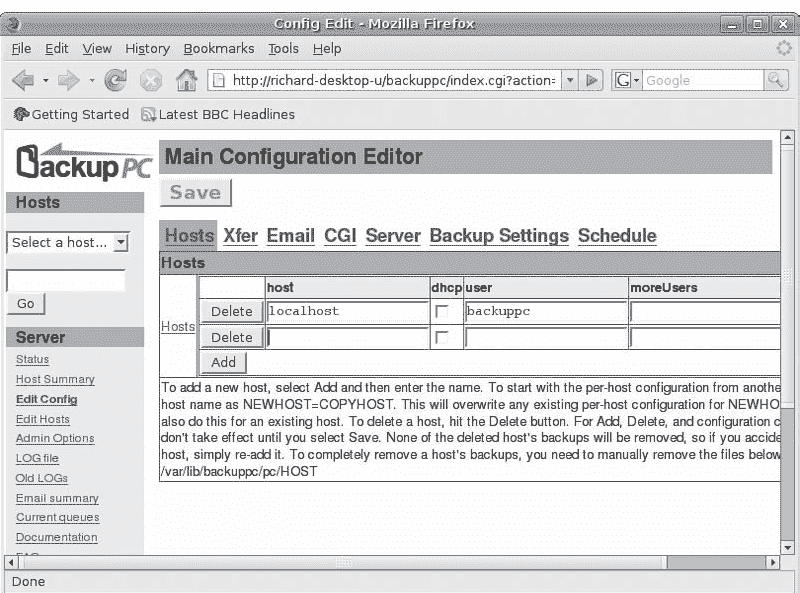 Config Edit - Mozilla Firefox
File Edit View History Bookmarks Tools Help
http://richard-desktop-u/backuppc/index.cgi?action=
G Google
Getting Started Latest BBC Headlines
BackupPC
Main Configuration Editor
Save
Hosts
Select a host...
Go
Hosts Xfer Email CGI Server Backup Settings Schedule
Hosts
host dhcp user moreUsers
Hosts
Delete localhost backuppc
Delete
Add
Server
Status
Host Summary
Edit Config
Edit Hosts
Admin Options
LOG file
Old LOGs
Email summary
Current queues
Documentation
To add a new host, select Add and then enter the name. To start with the per-host configuration from anothe
host name as NEWHOST=COPYHOST. This will overwrite any existing per-host configuration for NEWHO
also do this for an existing host. To delete a host, hit the Delete button. For Add, Delete, and configuration c
don't take effect until you select Save. None of the deleted host's backups will be removed, so if you accide
host, simply re-add it. To completely remove a host's backups, you need to manually remove the files below
/var/lib/backuppc/pc/HOST
Done